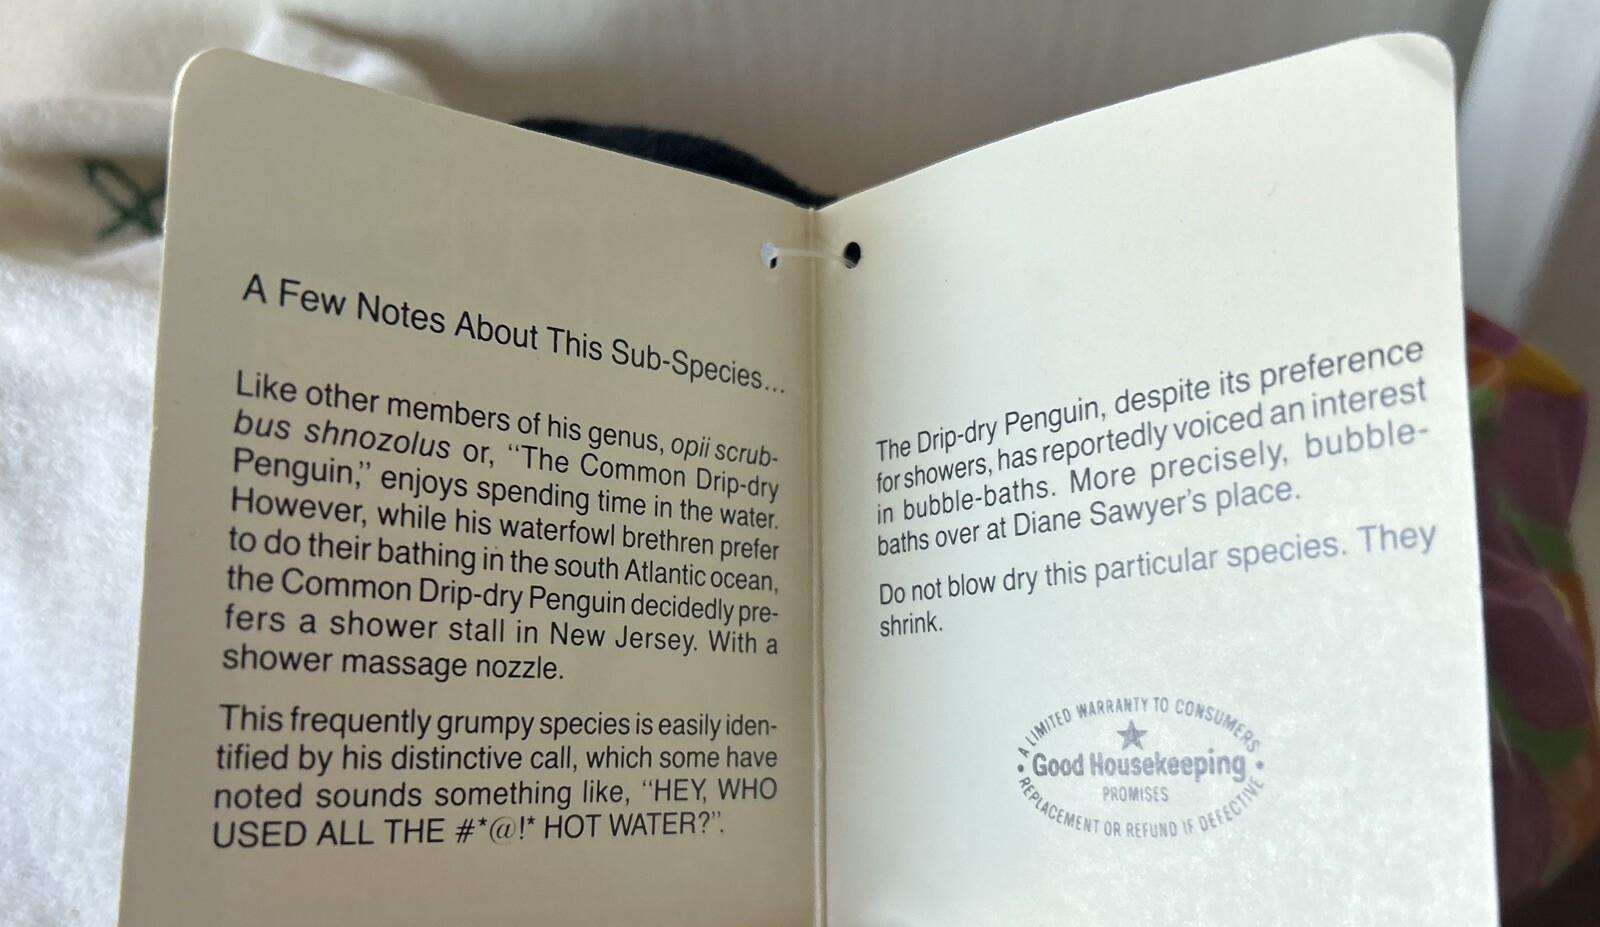 A Few Notes About This Sub-Species...
Like other members of his genus, opii scrub-
bus shnozolus or, “The Common Drip-dry
Penguin,” enjoys spending time in the water.
However, while his waterfowl brethren prefer
to do their bathing in the south Atlantic ocean,
the Common Drip-dry Penguin decidedly pre-
fers a shower stall in New Jersey. With a
shower massage nozzle.
This frequently grumpy species is easily iden-
tified by his distinctive call, which some have
noted sounds something like, “HEY, WHO
USED ALL THE #*@!* HOT WATER?”.
The Drip-dry Penguin, despite its preference
for showers, has reportedly voiced an interest
in bubble-baths. More precisely, bubble-
baths over at Diane Sawyer's place.
Do not blow dry this particular species. They
shrink.
A LIMITED WARRANTY TO CONSUMERS
Good Housekeeping
PROMISES
REPLACEMENT OR REFUND IF DEFECTIVE